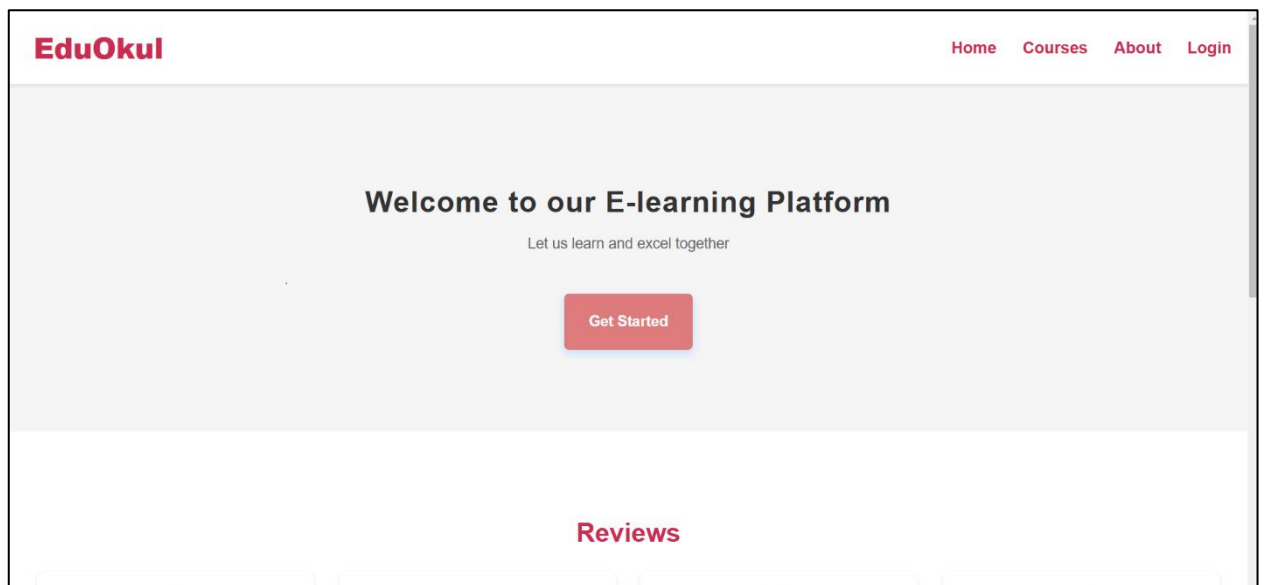 EduOkul
Home Courses About Login
Welcome to our E-learning Platform
Let us learn and excel together
Get Started
Reviews